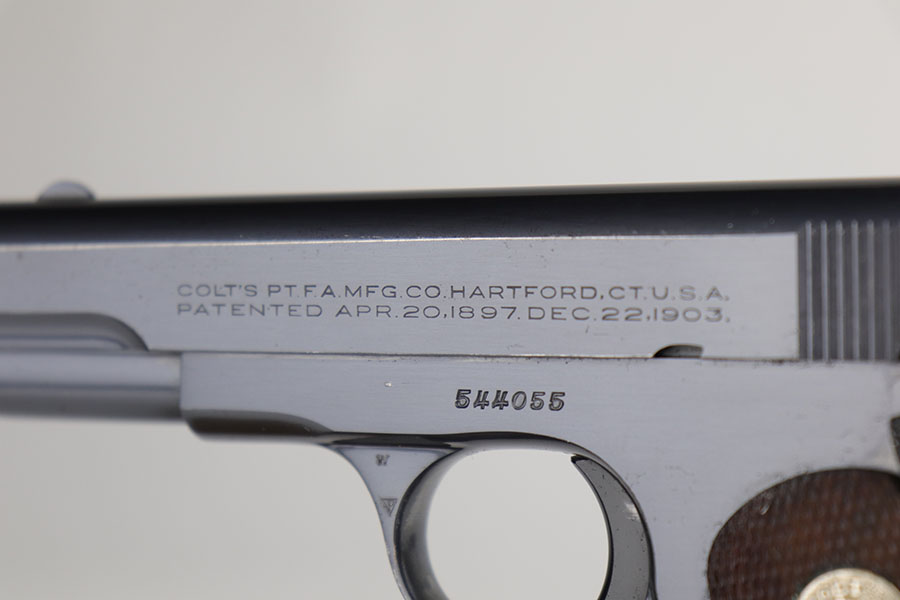 COLT'S PT.F.A.MFG.CO.HARTFORD,CT.U.S.A.
PATENTED APR.20,1897.DEC.22,1903.
544055